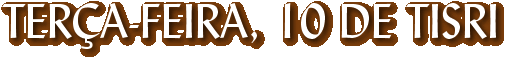 TERÇA-FEIRA, 10 DE TISRI